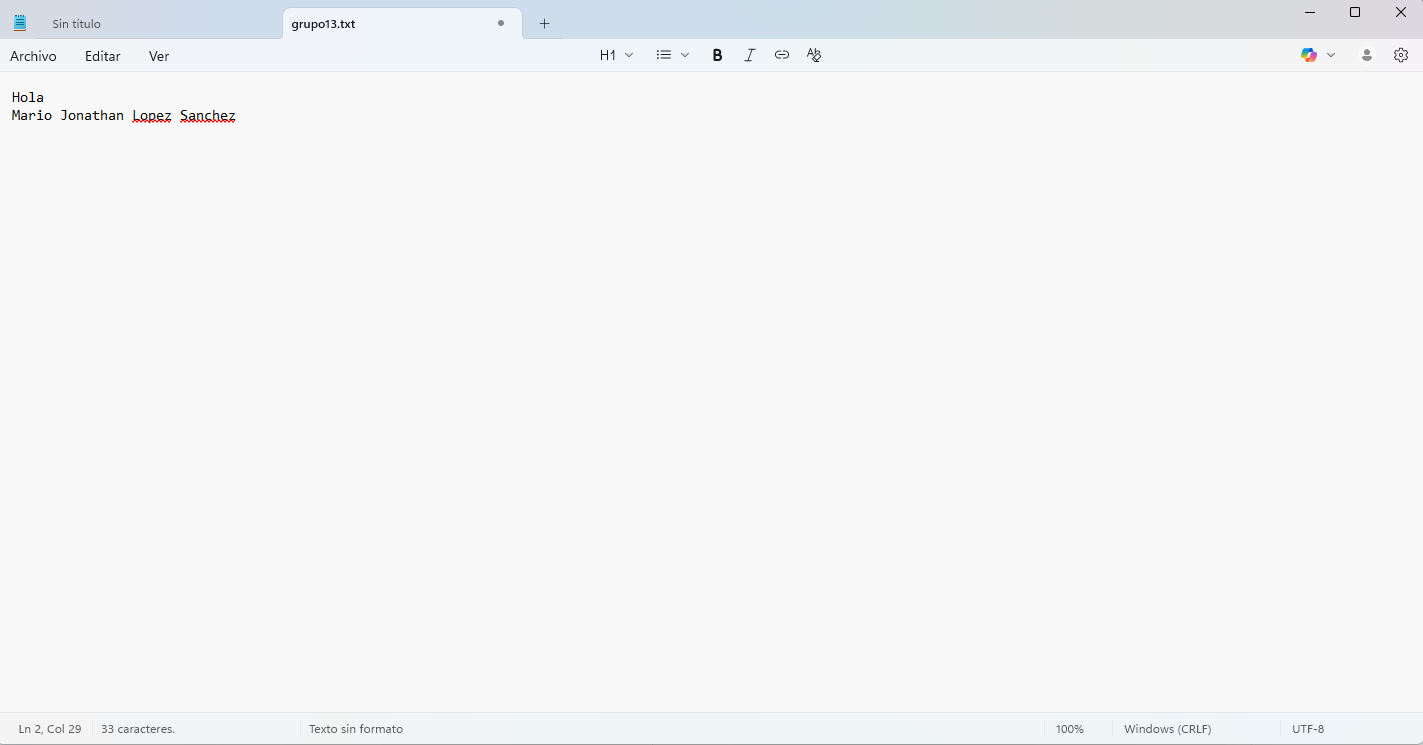 Sin título
grupo13.txt
Archivo Editar Ver H1 B I
Hola
Mario Jonathan Lopez Sanchez
Ln 2, Col 29 33 caracteres. Texto sin formato 100% Windows (CRLF) UTF-8